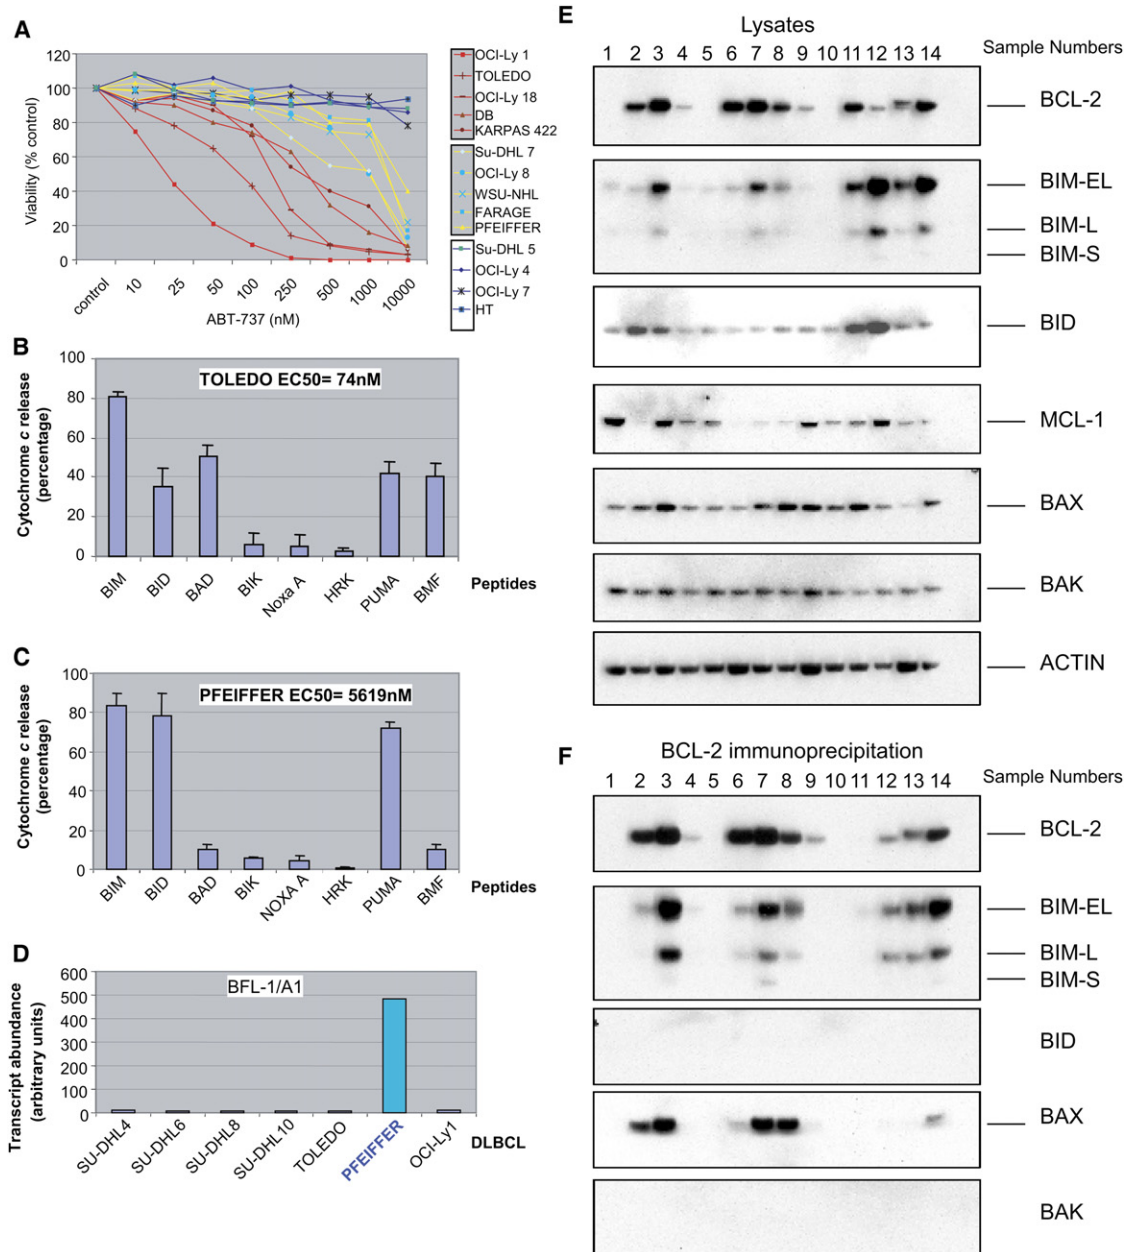 A
120
100
80
60
40
20
0
Viability (% control)
control 10 25 50 100 250 500 1000 10000
ABT-737 (nM)
OCI-Ly 1
TOLEDO
OCI-Ly 18
DB
KARPAS 422
Su-DHL 7
OCI-Ly 8
WSU-NHL
FARAGE
PFEIFFER
Su-DHL 5
OCI-Ly 4
OCI-Ly 7
HT
B
100
80
60
40
20
0
Cytochrome c release
(percentage)
TOLEDO EC50= 74nM
BIM BID BAD BIK Noxa A HRK PUMA BMF
Peptides
C
100
80
60
40
20
0
Cytochrome c release
(percentage)
PFEIFFER EC50= 5619nM
BIM BID BAD BIK NOXA A HRK PUMA BMF
Peptides
D
600
500
400
300
200
100
0
Transcript abundance
(arbitrary units)
BFL-1/A1
SU-DHL4 SU-DHL6 SU-DHL8 SU-DHL10 TOLEDO PFEIFFER OCI-Ly1
DLBCL
E
Lysates
1 2 3 4 5 6 7 8 9 10 11 12 13 14
Sample Numbers
BCL-2
BIM-EL
BIM-L
BIM-S
BID
MCL-1
BAX
BAK
ACTIN
F
BCL-2 immunoprecipitation
1 2 3 4 5 6 7 8 9 10 11 12 13 14
Sample Numbers
BCL-2
BIM-EL
BIM-L
BIM-S
BID
BAX
BAK